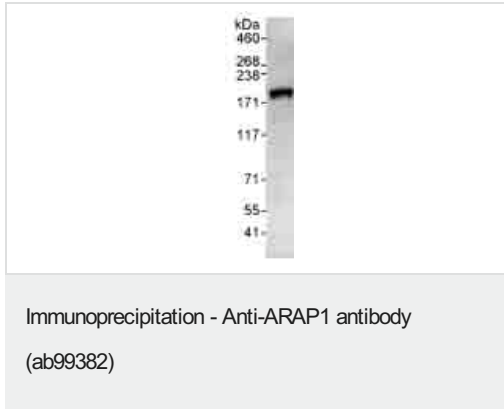 kDa
460
268
238
171
117
71
55
41
Immunoprecipitation - Anti-ARAP1 antibody
(ab99382)